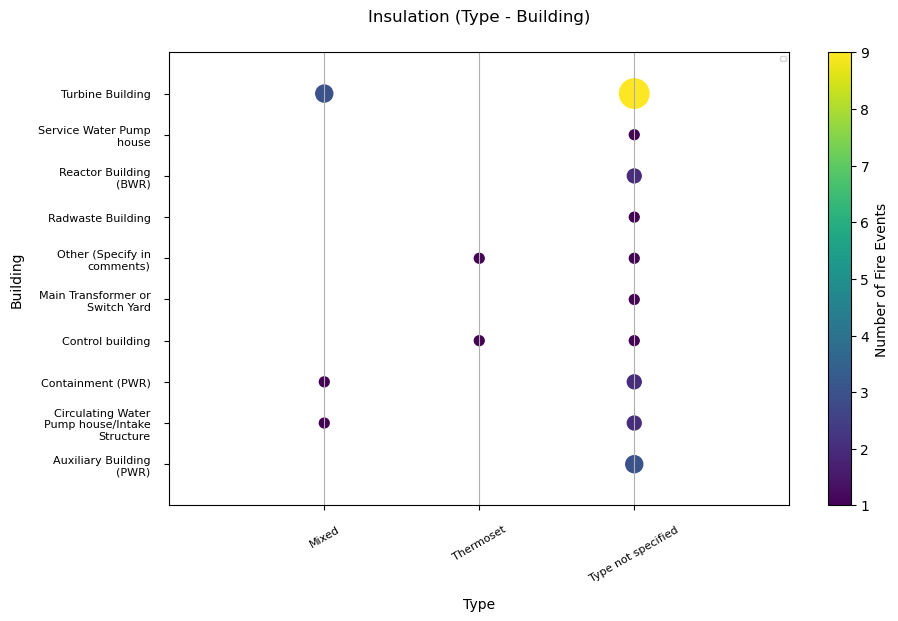 Insulation (Type - Building)
Building
Turbine Building
Service Water Pump
house
Reactor Building
(BWR)
Radwaste Building
Other (Specify in
comments)
Main Transformer or
Switch Yard
Control building
Containment (PWR)
Circulating Water
Pump house/Intake
Structure
Auxiliary Building
(PWR)
Mixed
Thermoset
Type not specified
Type
9
8
7
6
5
4
3
2
1
Number of Fire Events